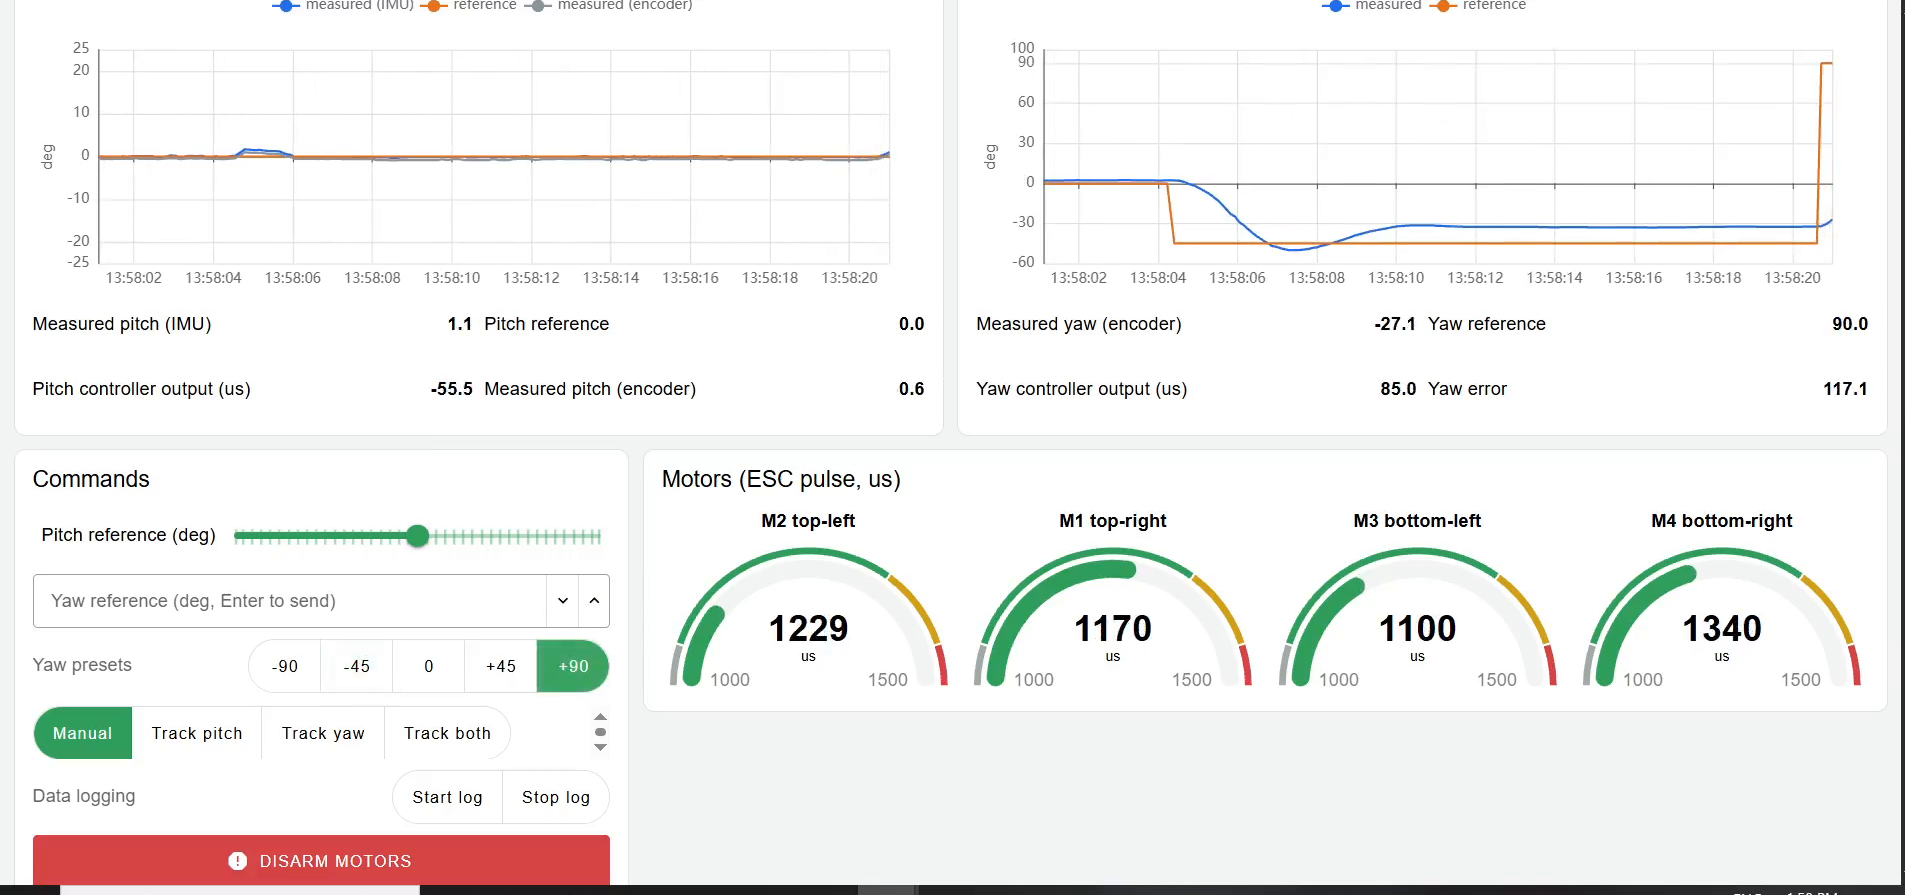 measured (IMU) reference measured (encoder)
measured reference
25
20
10
0
-10
-20
-25
deg
13:58:02 13:58:04 13:58:06 13:58:08 13:58:10 13:58:12 13:58:14 13:58:16 13:58:18 13:58:20
100
90
60
30
0
-30
-60
deg
13:58:02 13:58:04 13:58:06 13:58:08 13:58:10 13:58:12 13:58:14 13:58:16 13:58:18 13:58:20
Measured pitch (IMU) 1.1 Pitch reference 0.0
Pitch controller output (us) -55.5 Measured pitch (encoder) 0.6
Measured yaw (encoder) -27.1 Yaw reference 90.0
Yaw controller output (us) 85.0 Yaw error 117.1
Commands
Pitch reference (deg)
Yaw reference (deg, Enter to send)
Yaw presets -90 -45 0 +45 +90
Manual Track pitch Track yaw Track both
Data logging Start log Stop log
DISARM MOTORS
Motors (ESC pulse, us)
M2 top-left
1229
us
1000 1500
M1 top-right
1170
us
1000 1500
M3 bottom-left
1100
us
1000 1500
M4 bottom-right
1340
us
1000 1500